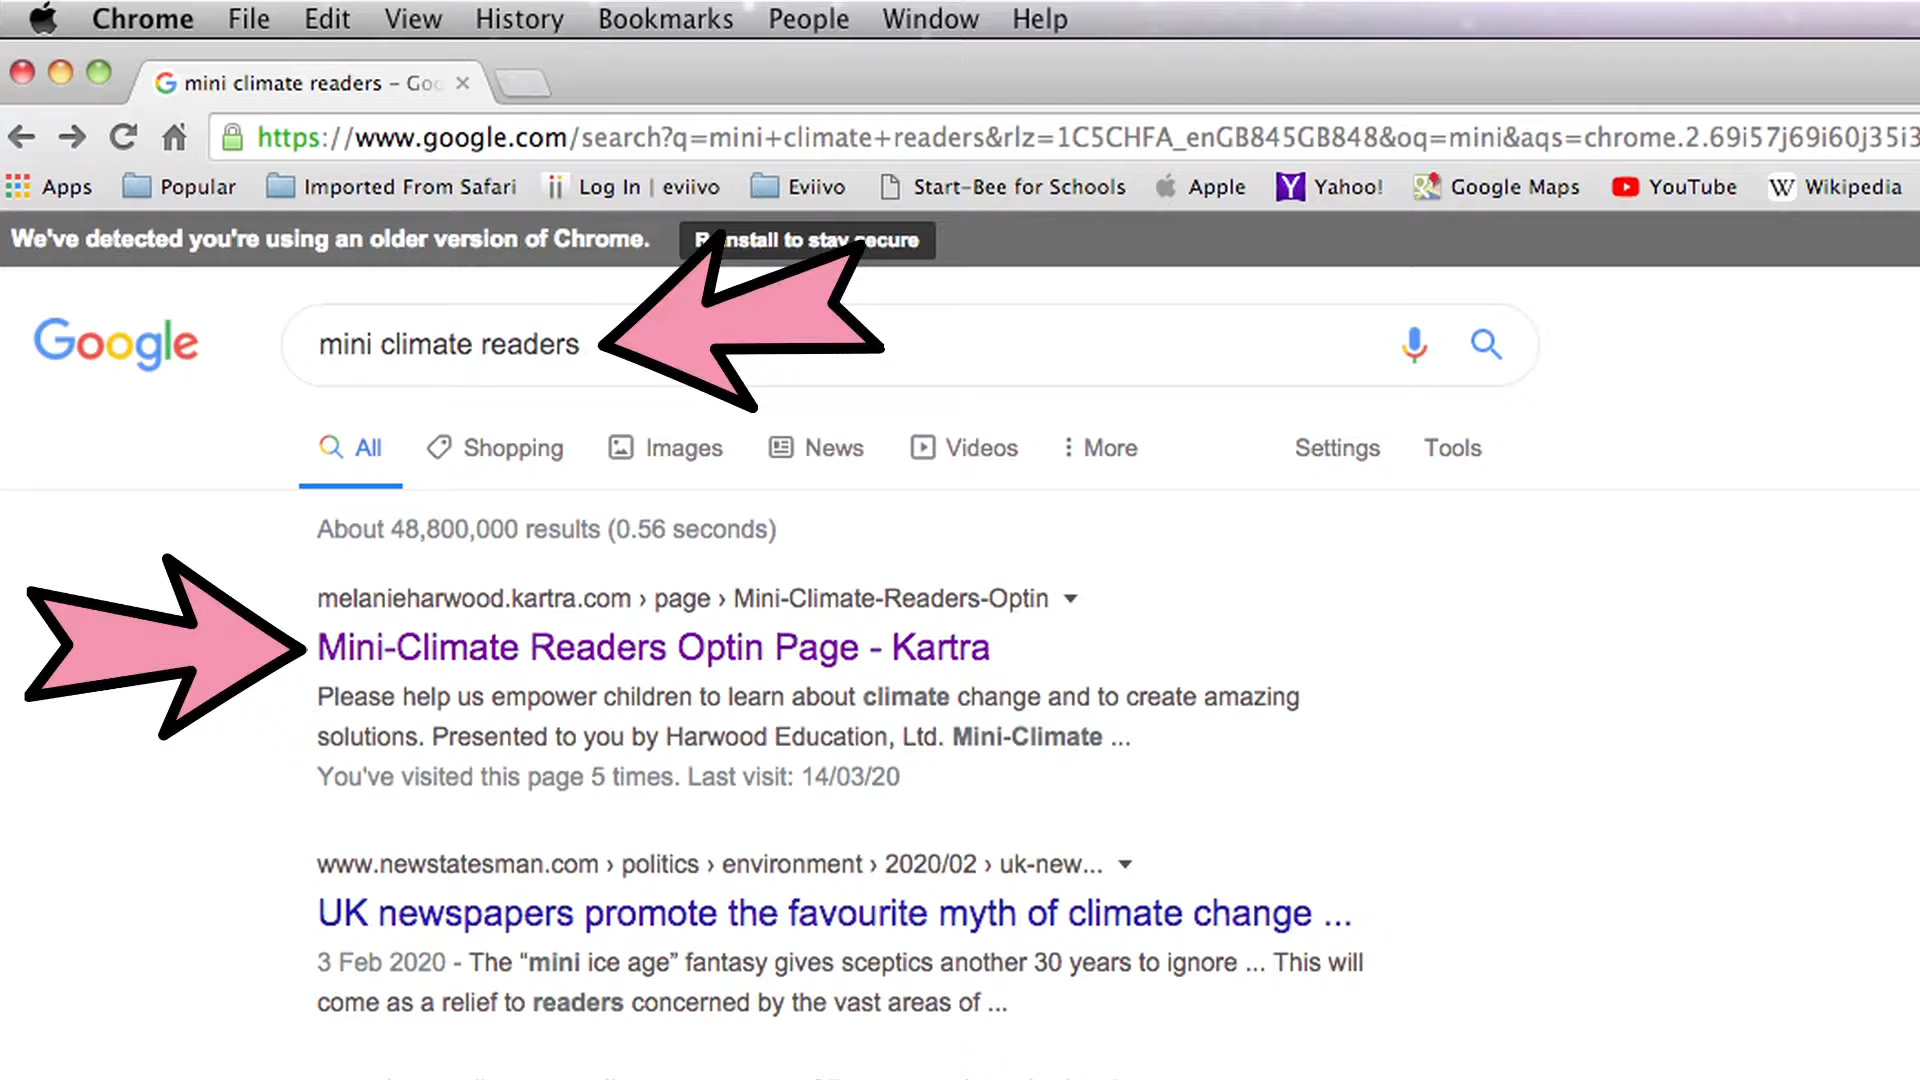 Chrome File Edit View History Bookmarks People Window Help
mini climate readers – Goo
https://www.google.com/search?q=mini+climate+readers&rlz=1C5CHFA_enGB845GB848&oq=mini&aqs=chrome.2.69i57j69i60j35i3
Apps Popular Imported From Safari Log In | eviivo Eviivo Start-Bee for Schools Apple Yahoo! Google Maps YouTube Wikipedia
We've detected you're using an older version of Chrome. to stay
Google mini climate readers
All Shopping Images News Videos More Settings Tools
About 48,800,000 results (0.56 seconds)
melanieharwood.kartra.com › page › Mini-Climate-Readers-Optin
Mini-Climate Readers Optin Page - Kartra
Please help us empower children to learn about climate change and to create amazing
solutions. Presented to you by Harwood Education, Ltd. Mini-Climate ...
You've visited this page 5 times. Last visit: 14/03/20
www.newstatesman.com › politics › environment › 2020/02 › uk-new...
UK newspapers promote the favourite myth of climate change ...
3 Feb 2020 - The “mini ice age” fantasy gives sceptics another 30 years to ignore ... This will
come as a relief to readers concerned by the vast areas of ...